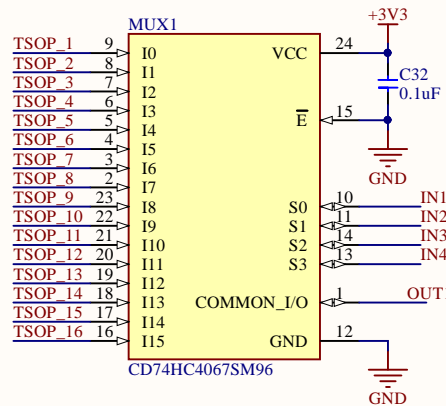 MUX1
+3V3
TSOP_1 9 I0 VCC 24
TSOP_2 8 I1
TSOP_3 7 I2
C32
0.1uF
TSOP_4 6 I3 E 15
TSOP_5 5 I4
TSOP_6 4 I5
TSOP_7 3 I6
GND
TSOP_8 2 I7
TSOP_9 23 I8 S0 10 IN1
TSOP_10 22 I9 S1 11 IN2
TSOP_11 21 I10 S2 14 IN3
TSOP_12 20 I11 S3 13 IN4
TSOP_13 19 I12
TSOP_14 18 I13 COMMON_I/O 1 OUT1
TSOP_15 17 I14
TSOP_16 16 I15 GND 12
CD74HC4067SM96
GND